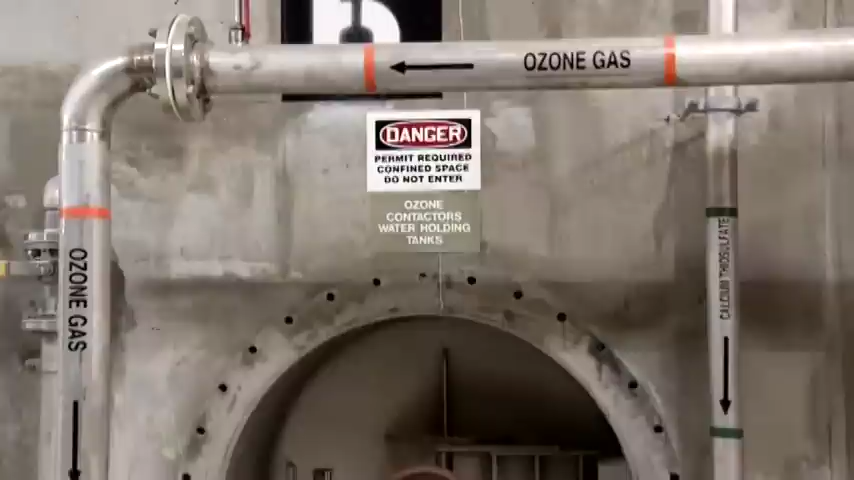 OZONE GAS
DANGER
PERMIT REQUIRED
CONFINED SPACE
DO NOT ENTER
OZONE
CONTACTORS
WATER HOLDING
TANKS
OZONE GAS
CALCIUM THIOSULFATE